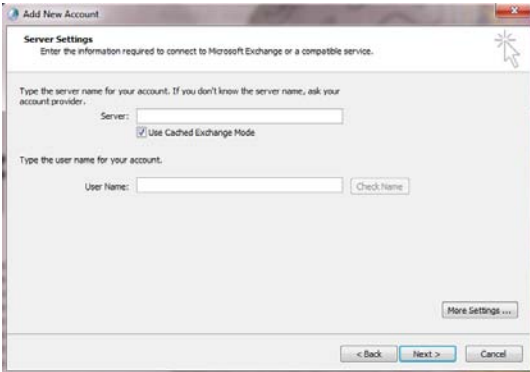 Add New Account
Server Settings
Enter the information required to connect to Microsoft Exchange or a compatible service.
Type the server name for your account. If you don't know the server name, ask your
account provider.
Server:
Use Cached Exchange Mode
Type the user name for your account.
User Name:
Check Name
More Settings ...
< Back
Next >
Cancel